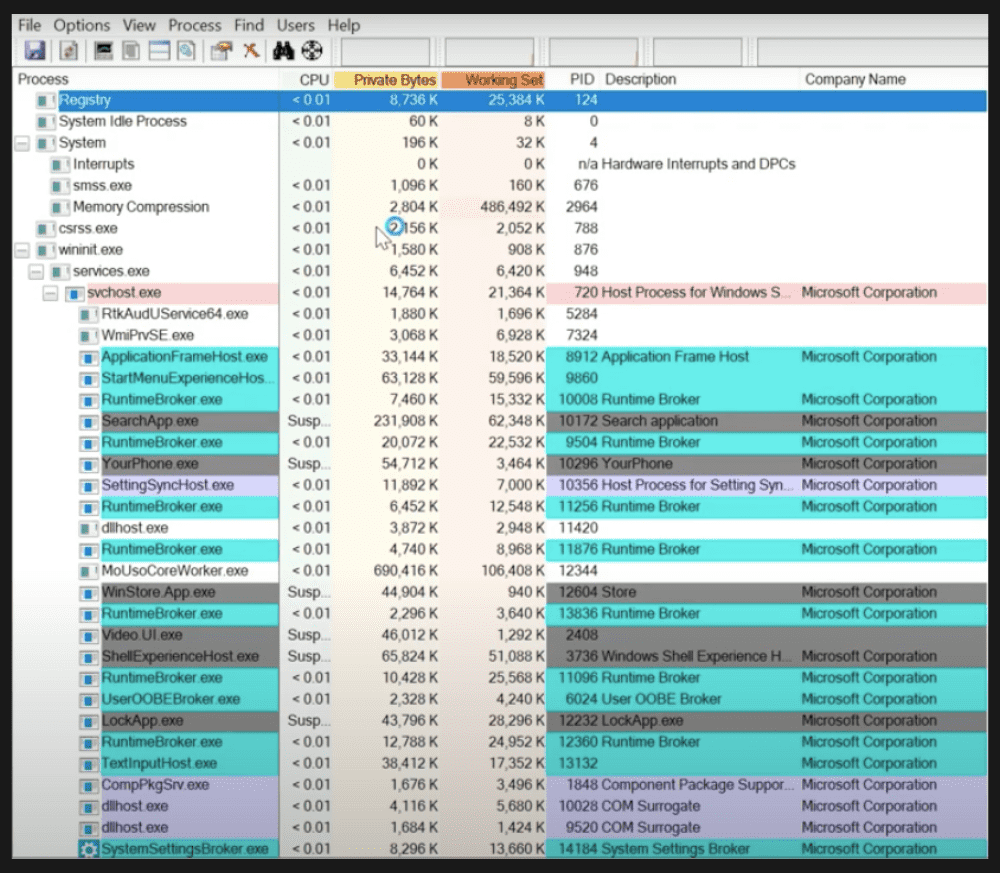 File Options View Process Find Users Help
Process CPU Private Bytes Working Set PID Description Company Name
Registry < 0.01 8,736 K 25,384 K 124
System Idle Process < 0.01 60 K 8 K 0
System < 0.01 196 K 32 K 4
Interrupts 0 K 0 K n/a Hardware Interrupts and DPCs
smss.exe < 0.01 1,096 K 160 K 676
Memory Compression < 0.01 2,804 K 486,492 K 2964
csrss.exe < 0.01 2,156 K 2,052 K 788
wininit.exe < 0.01 1,580 K 908 K 876
services.exe < 0.01 6,452 K 6,420 K 948
svchost.exe < 0.01 14,764 K 21,364 K 720 Host Process for Windows S... Microsoft Corporation
RtkAudUService64.exe < 0.01 1,880 K 1,696 K 5284
WmiPrvSE.exe < 0.01 3,068 K 6,928 K 7324
ApplicationFrameHost.exe < 0.01 33,144 K 18,520 K 8912 Application Frame Host Microsoft Corporation
StartMenuExperienceHos... < 0.01 63,128 K 59,596 K 9860
RuntimeBroker.exe < 0.01 7,460 K 15,332 K 10008 Runtime Broker Microsoft Corporation
SearchApp.exe Susp... 231,908 K 62,348 K 10172 Search application Microsoft Corporation
RuntimeBroker.exe < 0.01 20,072 K 22,532 K 9504 Runtime Broker Microsoft Corporation
YourPhone.exe Susp... 54,712 K 3,464 K 10296 YourPhone Microsoft Corporation
SettingSyncHost.exe < 0.01 11,892 K 7,000 K 10356 Host Process for Setting Syn... Microsoft Corporation
RuntimeBroker.exe < 0.01 6,452 K 12,548 K 11256 Runtime Broker Microsoft Corporation
dllhost.exe < 0.01 3,872 K 2,948 K 11420
RuntimeBroker.exe < 0.01 4,740 K 8,968 K 11876 Runtime Broker Microsoft Corporation
MoUsoCoreWorker.exe < 0.01 690,416 K 106,408 K 12344
WinStore.App.exe Susp... 44,904 K 940 K 12604 Store Microsoft Corporation
RuntimeBroker.exe < 0.01 2,296 K 3,640 K 13836 Runtime Broker Microsoft Corporation
Video.UI.exe Susp... 46,012 K 1,292 K 2408
ShellExperienceHost.exe Susp... 65,824 K 51,088 K 3736 Windows Shell Experience H... Microsoft Corporation
RuntimeBroker.exe < 0.01 10,428 K 25,568 K 11096 Runtime Broker Microsoft Corporation
UserOOBEBroker.exe < 0.01 2,328 K 4,240 K 6024 User OOBE Broker Microsoft Corporation
LockApp.exe Susp... 43,796 K 28,296 K 12232 LockApp.exe Microsoft Corporation
RuntimeBroker.exe < 0.01 12,788 K 24,952 K 12360 Runtime Broker Microsoft Corporation
TextInputHost.exe < 0.01 38,412 K 17,352 K 13132 Microsoft Corporation
CompPkgSrv.exe < 0.01 1,676 K 3,496 K 1848 Component Package Suppor... Microsoft Corporation
dllhost.exe < 0.01 4,116 K 5,680 K 10028 COM Surrogate Microsoft Corporation
dllhost.exe < 0.01 1,684 K 1,424 K 9520 COM Surrogate Microsoft Corporation
SystemSettingsBroker.exe < 0.01 8,296 K 13,660 K 14184 System Settings Broker Microsoft Corporation